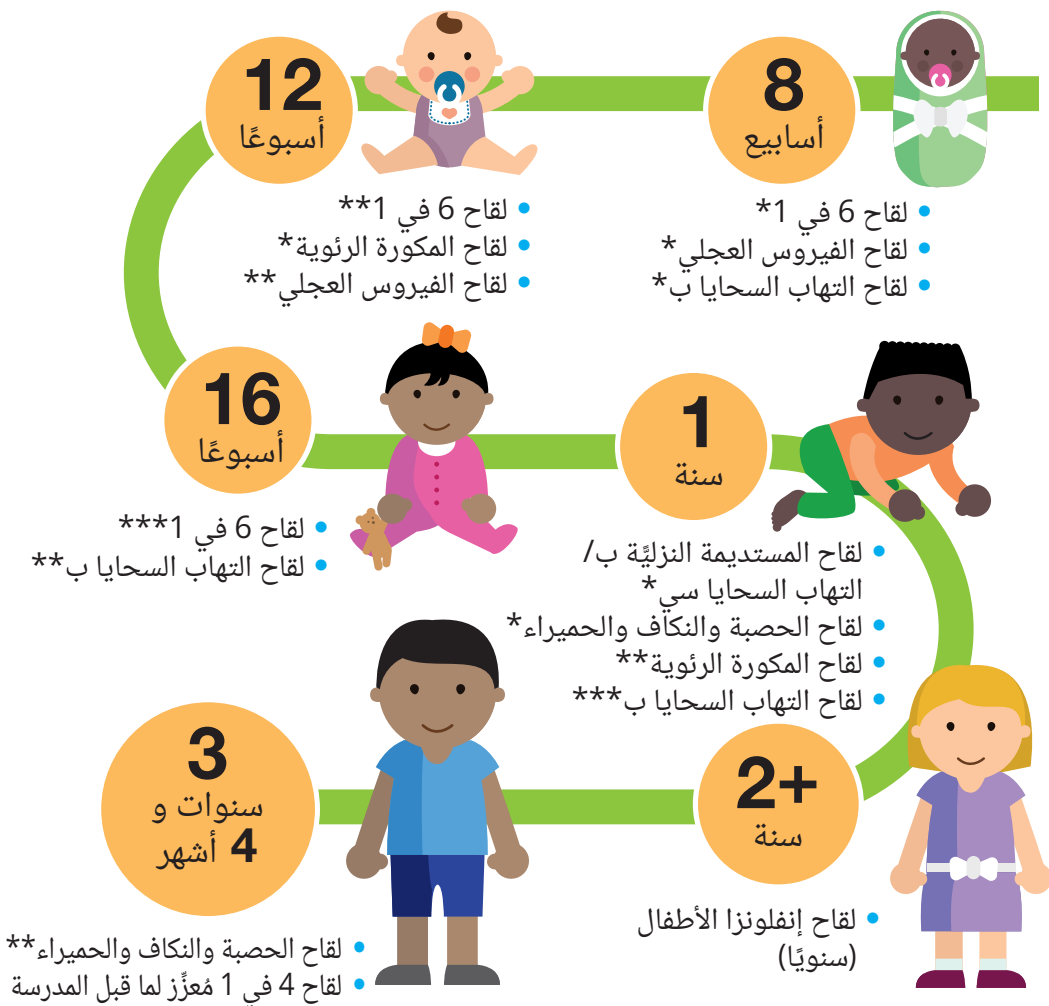 8
أسابيع
• لقاح 6 في 1*
• لقاح الفيروس العجلي*
• لقاح التهاب السحايا ب*
12
أسبوعًا
• لقاح 6 في 1**
• لقاح المكورة الرئوية*
• لقاح الفيروس العجلي**
16
أسبوعًا
• لقاح 6 في 1***
• لقاح التهاب السحايا ب**
1
سنة
• لقاح المستديمة النزليَّة ب/
التهاب السحايا سي*
• لقاح الحصبة والنكاف والحميراء*
• لقاح المكورة الرئوية**
• لقاح التهاب السحايا ب***
2+
سنة
• لقاح إنفلونزا الأطفال
(سنويًا)
3
سنوات و
4 أشهر
• لقاح الحصبة والنكاف والحميراء**
• لقاح 4 في 1 مُعزِّز لما قبل المدرسة